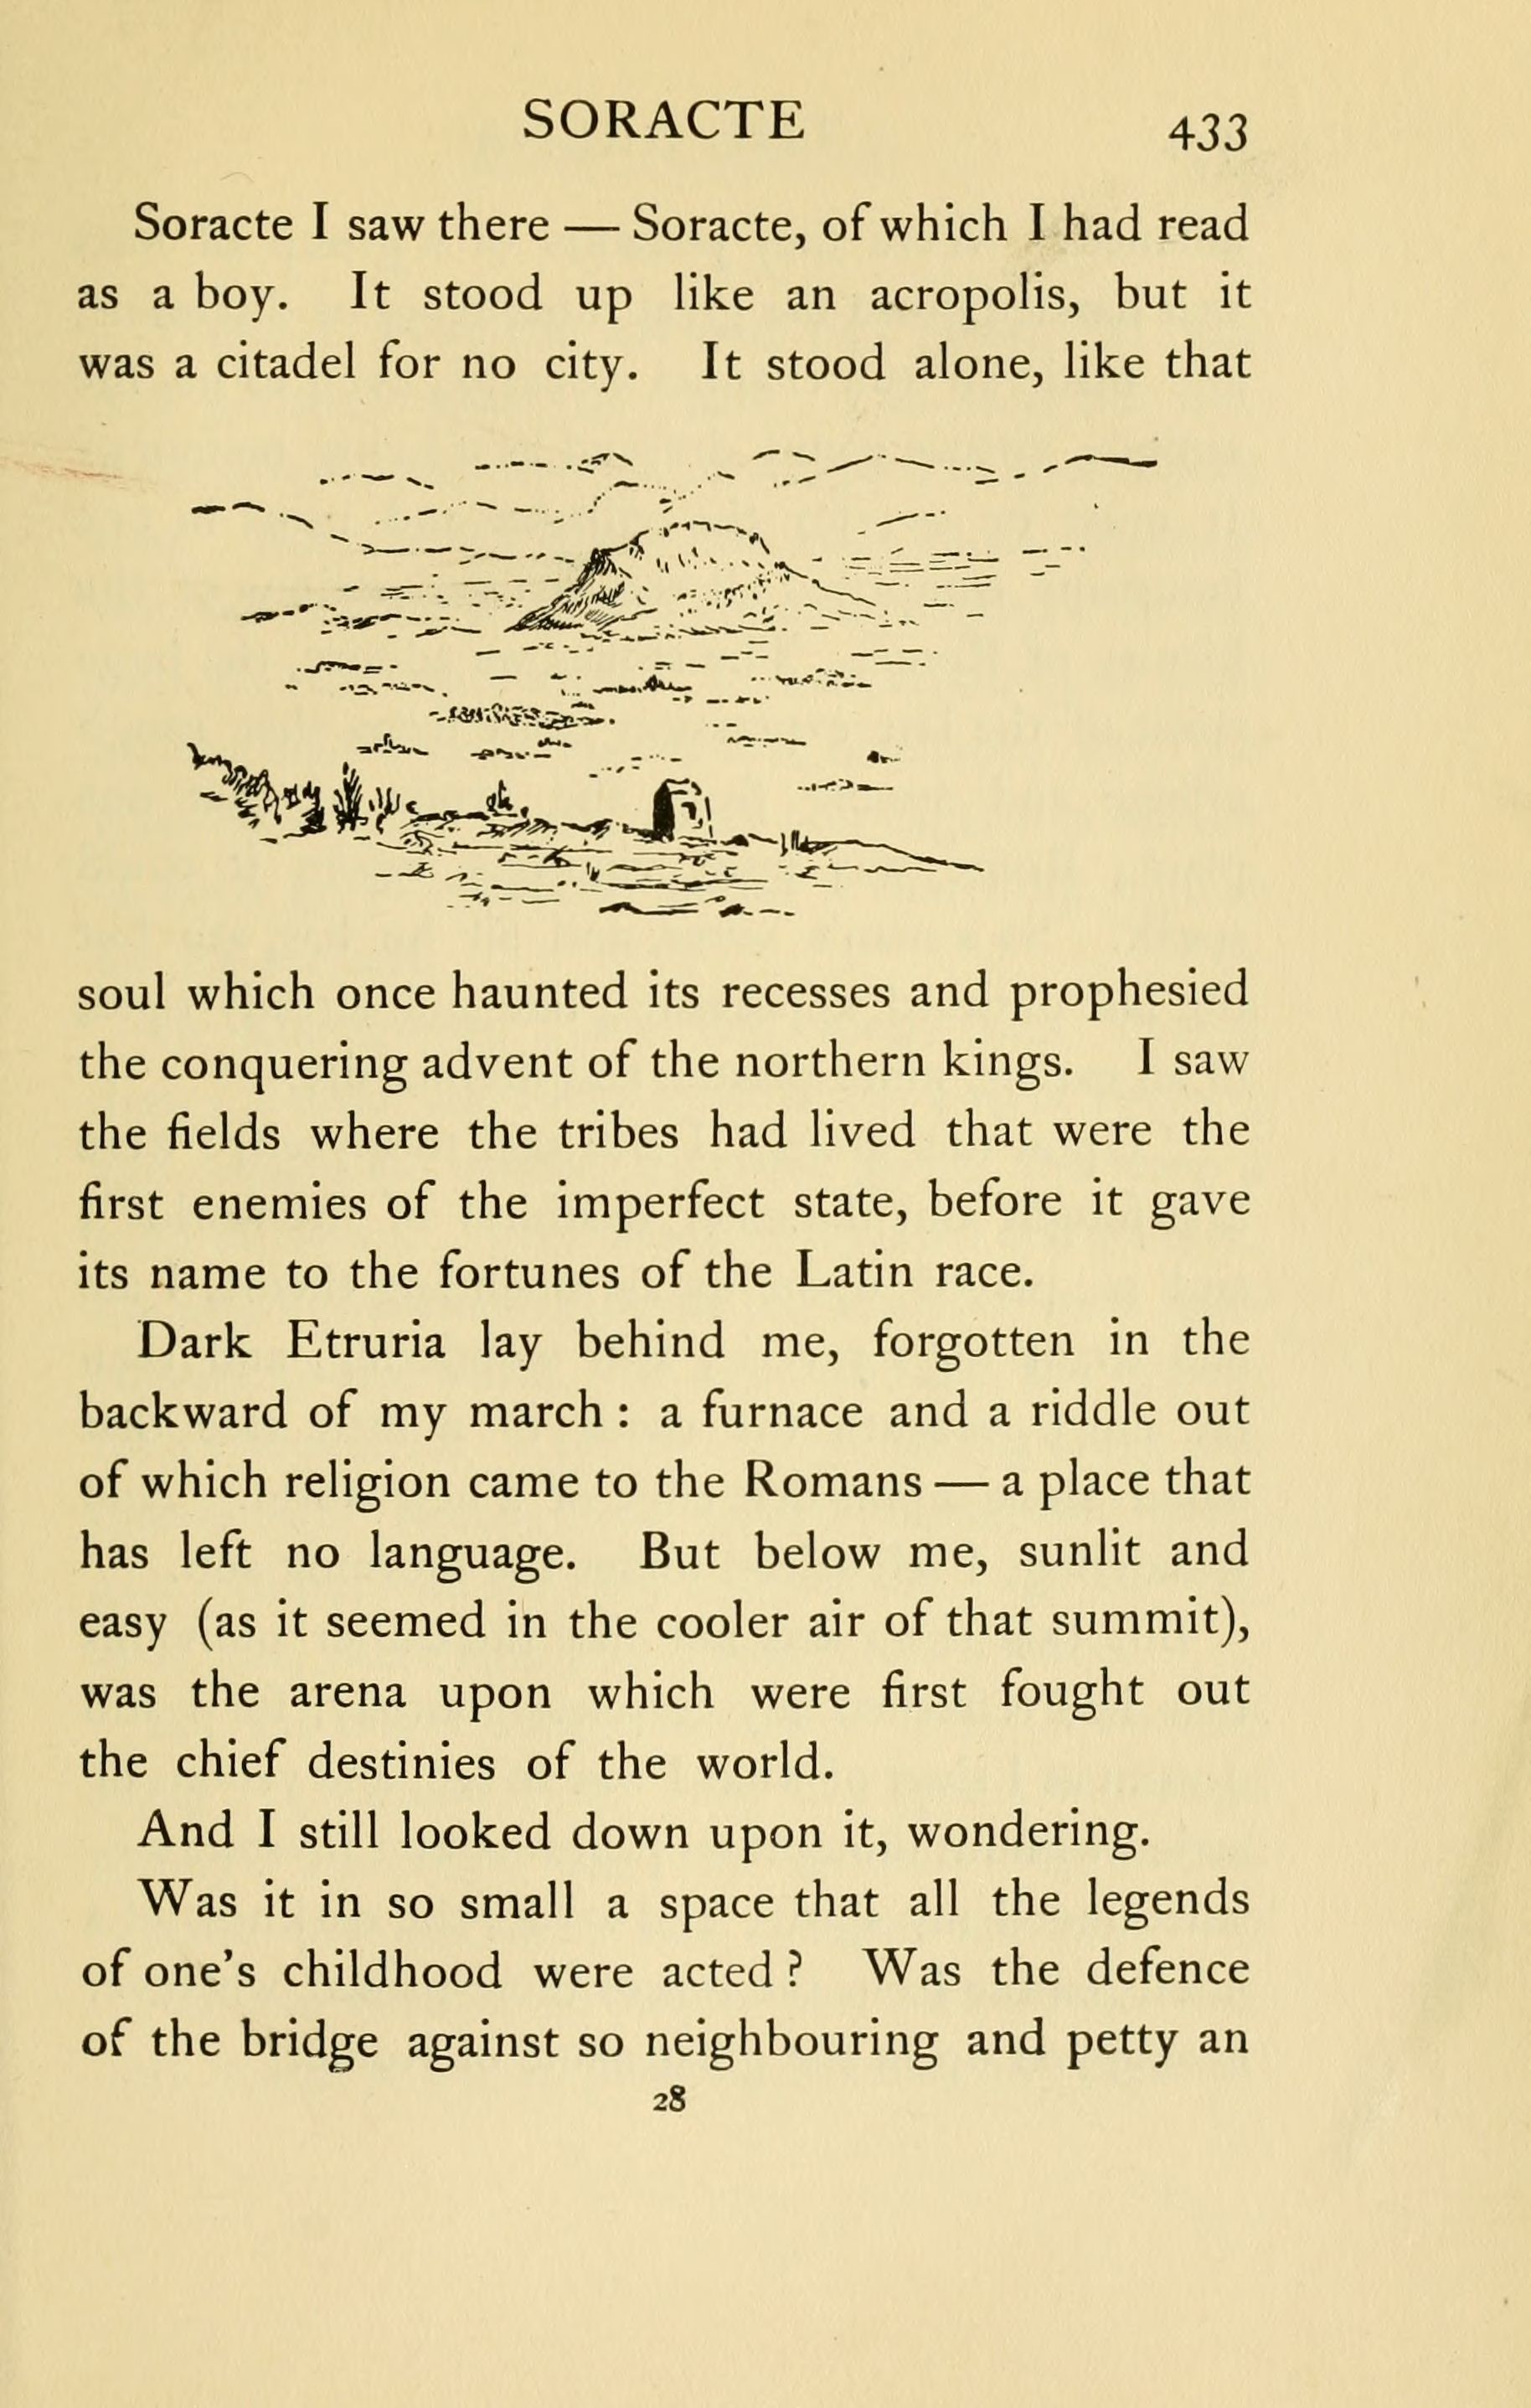 SORACTE 433
Soracte I saw there — Soracte, of which I had read
as a boy. It stood up like an acropolis, but it
was a citadel for no city. It stood alone, like that
soul which once haunted its recesses and prophesied
the conquering advent of the northern kings. I saw
the fields where the tribes had lived that were the
first enemies of the imperfect state, before it gave
its name to the fortunes of the Latin race.
Dark Etruria lay behind me, forgotten in the
backward of my march : a furnace and a riddle out
of which religion came to the Romans — a place that
has left no language. But below me, sunlit and
easy (as it seemed in the cooler air of that summit),
was the arena upon which were first fought out
the chief destinies of the world.
And I still looked down upon it, wondering.
Was it in so small a space that all the legends
of one's childhood were acted ? Was the defence
of the bridge against so neighbouring and petty an
28